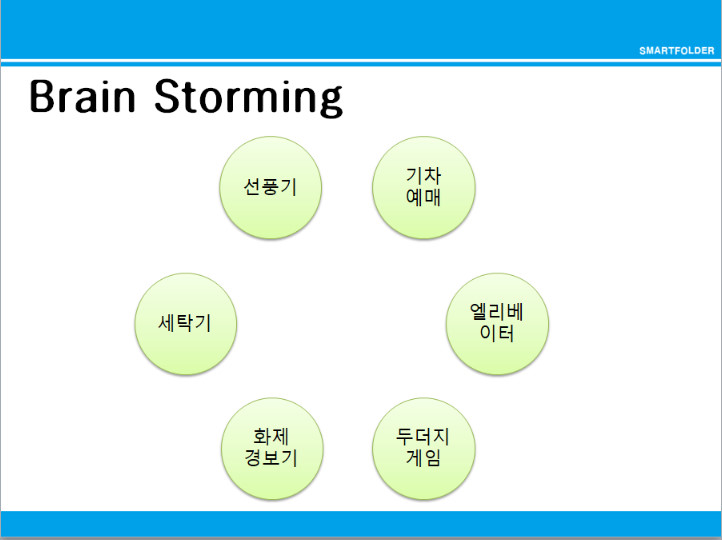 SMARTFOLDER
Brain Storming
선풍기
기차
예매
세탁기
엘리베
이터
화제
경보기
두더지
게임